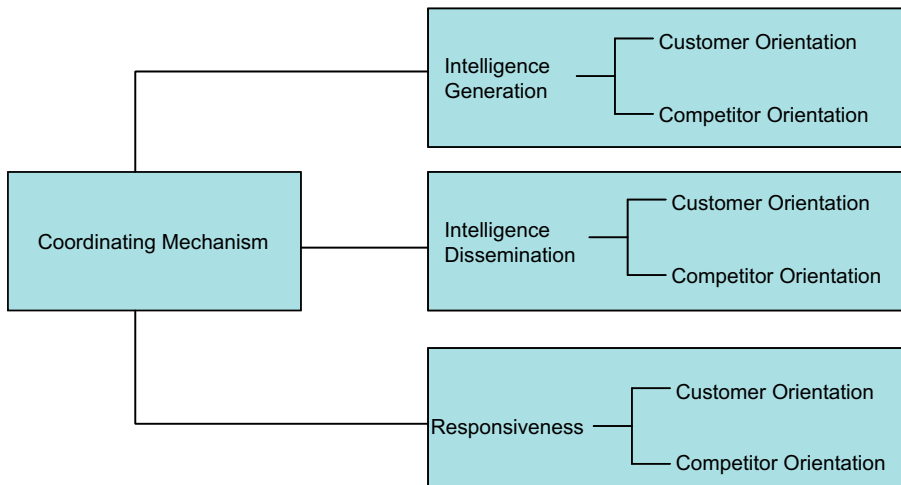 Customer Orientation
Intelligence
Generation
Competitor Orientation
Coordinating Mechanism
Customer Orientation
Intelligence
Dissemination
Competitor Orientation
Customer Orientation
Responsiveness
Competitor Orientation